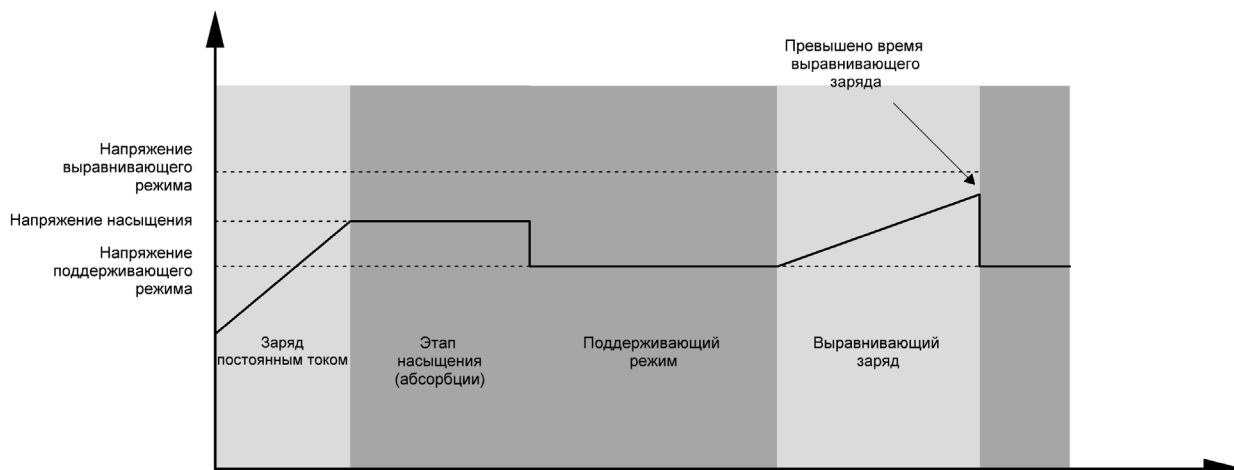 Превышено время
выравнивающего
заряда
Напряжение
выравнивающего
режима
Напряжение насыщения
Напряжение
поддерживающего
режима
Заряд
постоянным током
Этап
насыщения
(абсорбции)
Поддерживающий
режим
Выравнивающий
заряд